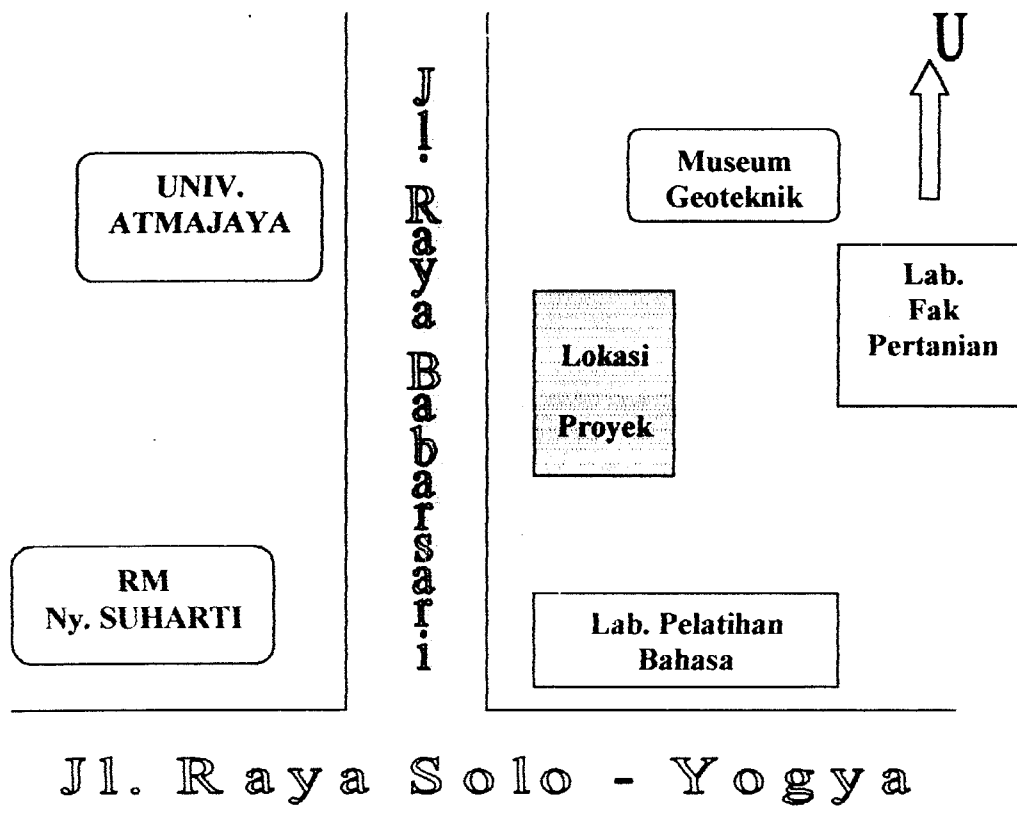 U
Jl. Raya Babarsari
UNIV.
ATMAJAYA
Museum
Geoteknik
Lab.
Fak
Pertanian
Lokasi
Proyek
RM
Ny. SUHARTI
Lab. Pelatihan
Bahasa
Jl. Raya Solo - Yogya